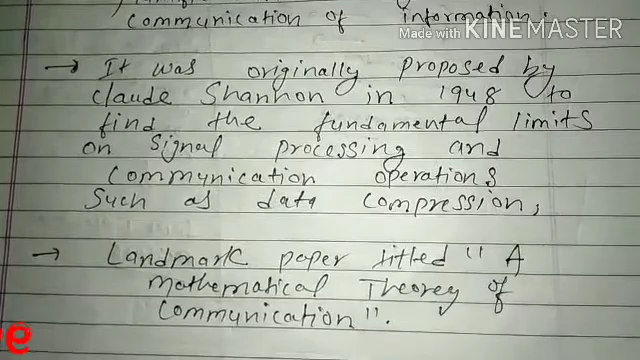 communication of information.
Made with KINEMASTER
→ It was originally proposed by
Claude Shannon in 1948 to
find the fundamental limits
on signal processing and
communication operations
such as data compression,
→ Landmark paper titled "A
mathematical Theorey of
communication".